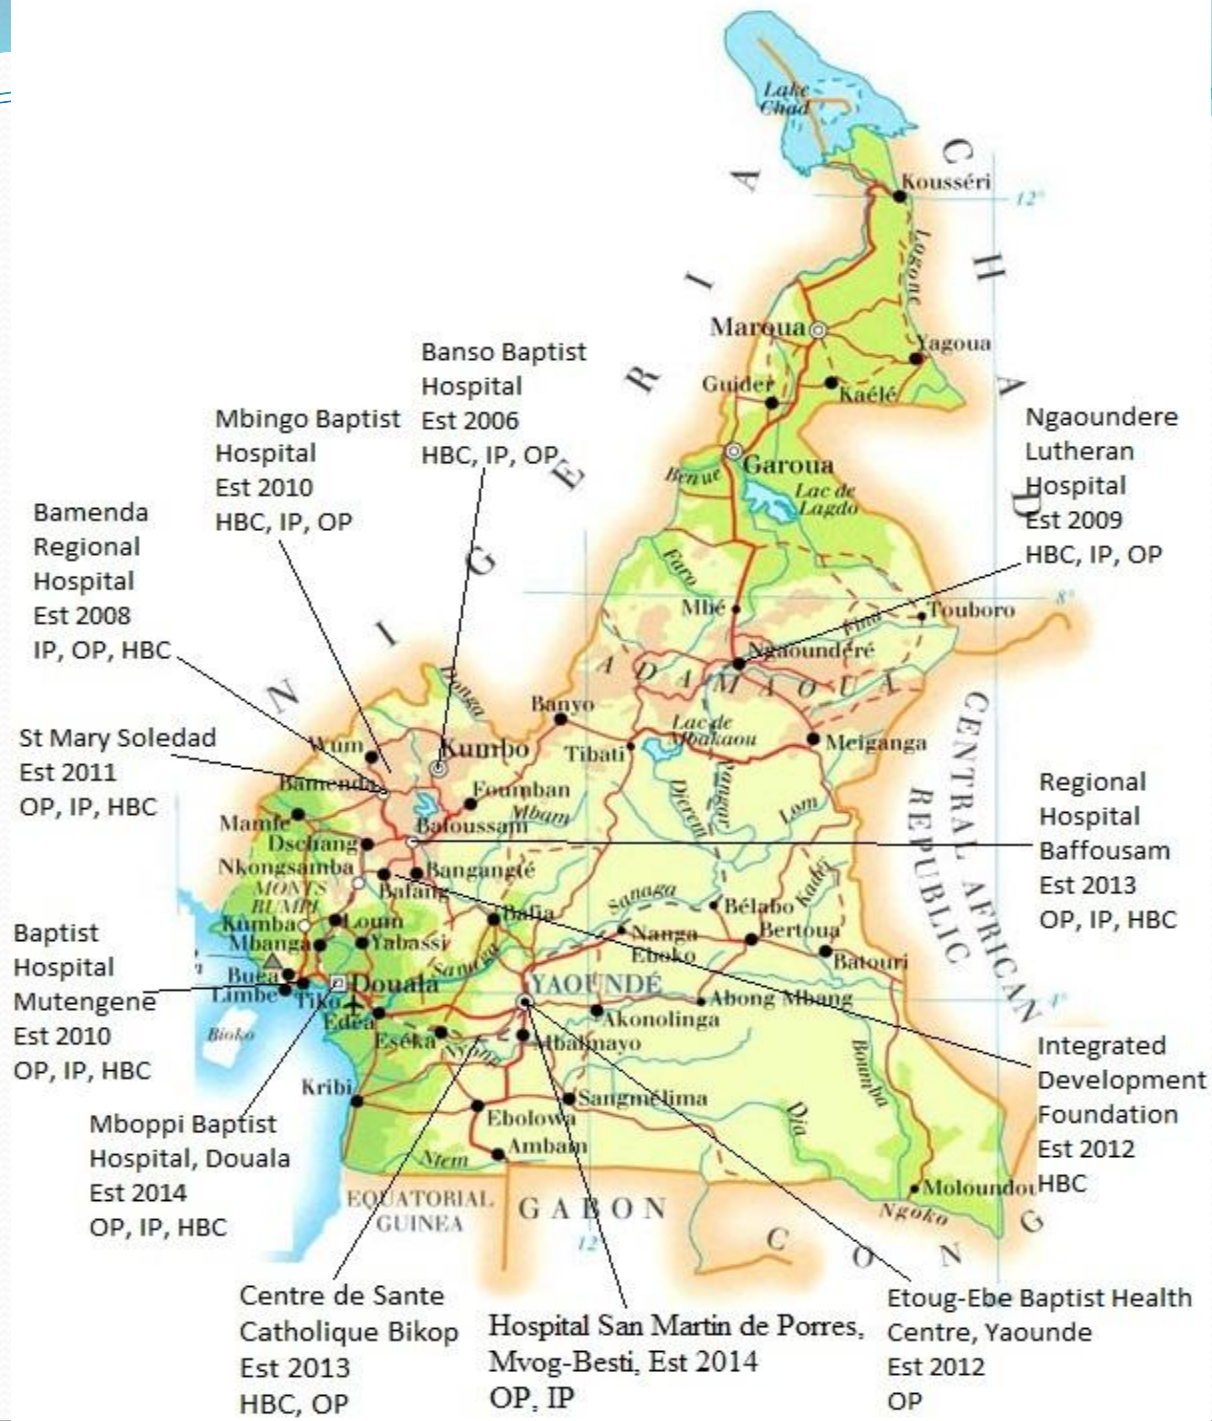 Lake
Chad
C
H
A
D
N
I
G
E
R
I
A
Kousséri
12°
Logone
Maroua
Yagoua
Guider
Kaélé
Garoua
Benue
Lac de
Lagdo
Banso Baptist
Hospital
Est 2006
HBC, IP, OP
Mbingo Baptist
Hospital
Est 2010
HBC, IP, OP
Ngaoundere
Lutheran
Hospital
Est 2009
HBC, IP, OP
Bamenda
Regional
Hospital
Est 2008
IP, OP, HBC
Faro
Mbé
8°
Touboro
Vina
Ngaoundéré
ADAMAOUA
Donga
Banyo
Lac de
Mbakaou
Tibati
Meiganga
St Mary Soledad
Est 2011
OP, IP, HBC
Wum
Kumbo
Bamenda
Foumban
Mbam
Djerem
Lom
CENTRAL AFRICAN
REPUBLIC
Regional
Hospital
Baffousam
Est 2013
OP, IP, HBC
Mamfe
Bafoussam
Dschang
Nkongsamba
Bangangté
MONTS
RUMPI
Bafang
Kadéï
Sanaga
Bélabo
Kumba
Loum
Bafia
Mbanga
Yabassi
Nanga
Eboko
Bertoua
Batouri
Baptist
Hospital
Mutengene
Est 2010
OP, IP, HBC
Sanaga
Buea
Limbe
Tiko
Douala
YAOUNDÉ
Abong Mbang
4°
Edéa
Akonolinga
Bioko
Eséka
Nyong
Mbalmayo
Integrated
Development
Foundation
Est 2012
HBC
Boumba
Kribi
Sangmélima
Ebolowa
Dja
Ambam
Mboppi Baptist
Hospital, Douala
Est 2014
OP, IP, HBC
Ntem
Moloundou
EQUATORIAL
GUINEA
GABON
Ngoko
C
O
N
G
12°
Centre de Sante
Catholique Bikop
Est 2013
HBC, OP
Hospital San Martin de Porres,
Mvog-Besti, Est 2014
OP, IP
Etoug-Ebe Baptist Health
Centre, Yaounde
Est 2012
OP